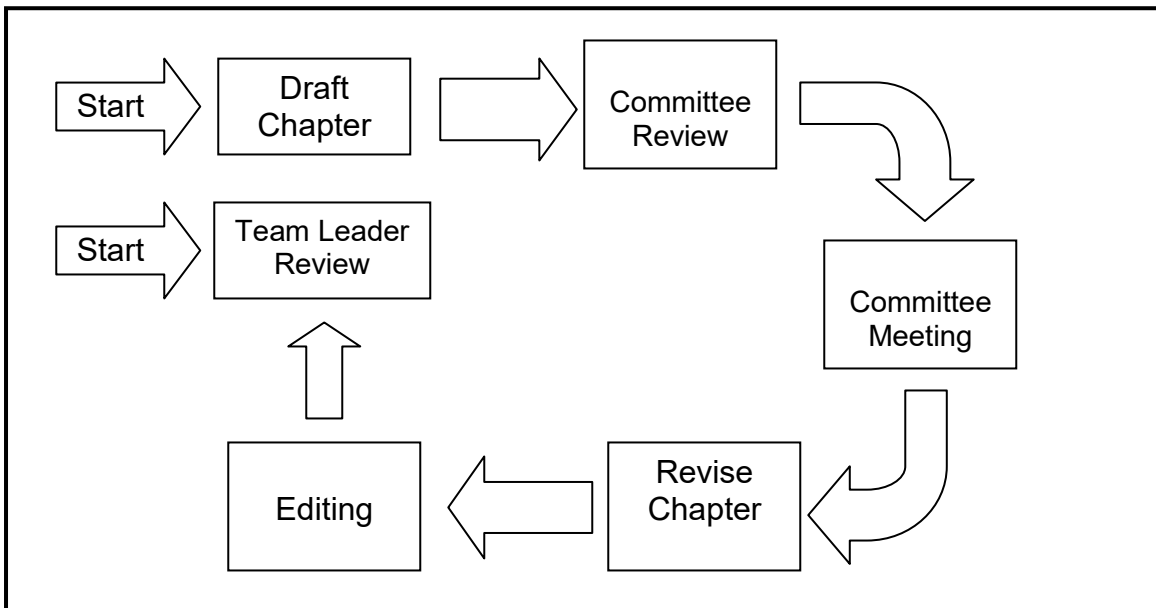 Start
Draft
Chapter
Committee
Review
Start
Team Leader
Review
Committee
Meeting
Revise
Chapter
Editing